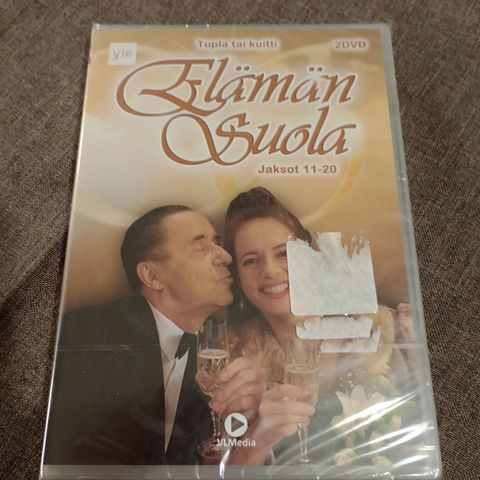 yle
Tupla tai kuitti
2DVD
Elämän
Suola
Jaksot 11-20
VLMedia